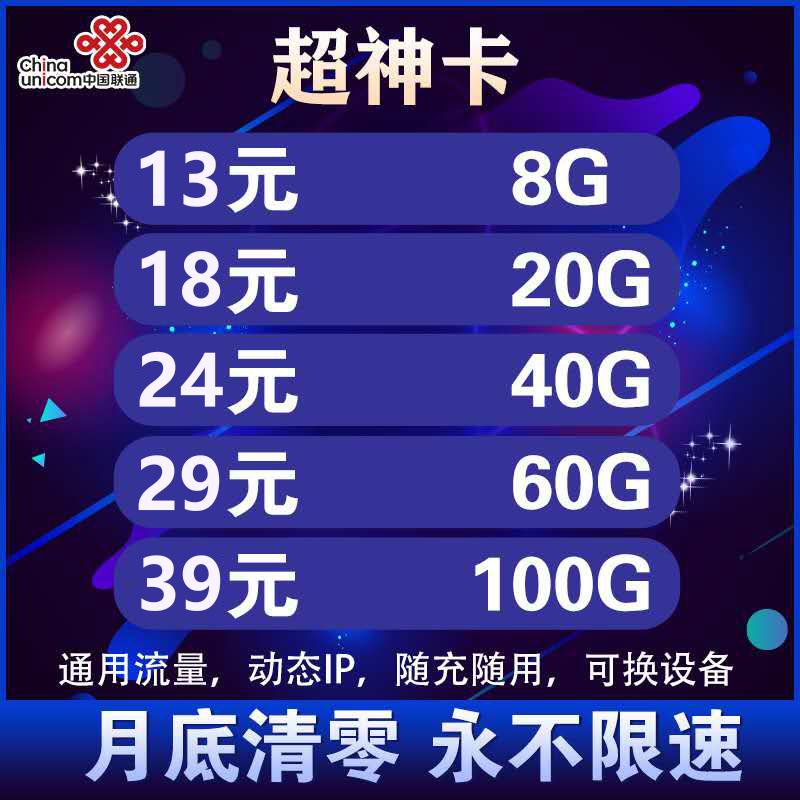 China
unicom中国联通
超神卡
13元 8G
18元 20G
24元 40G
29元 60G
39元 100G
通用流量，动态IP，随充随用，可换设备
月底清零 永不限速